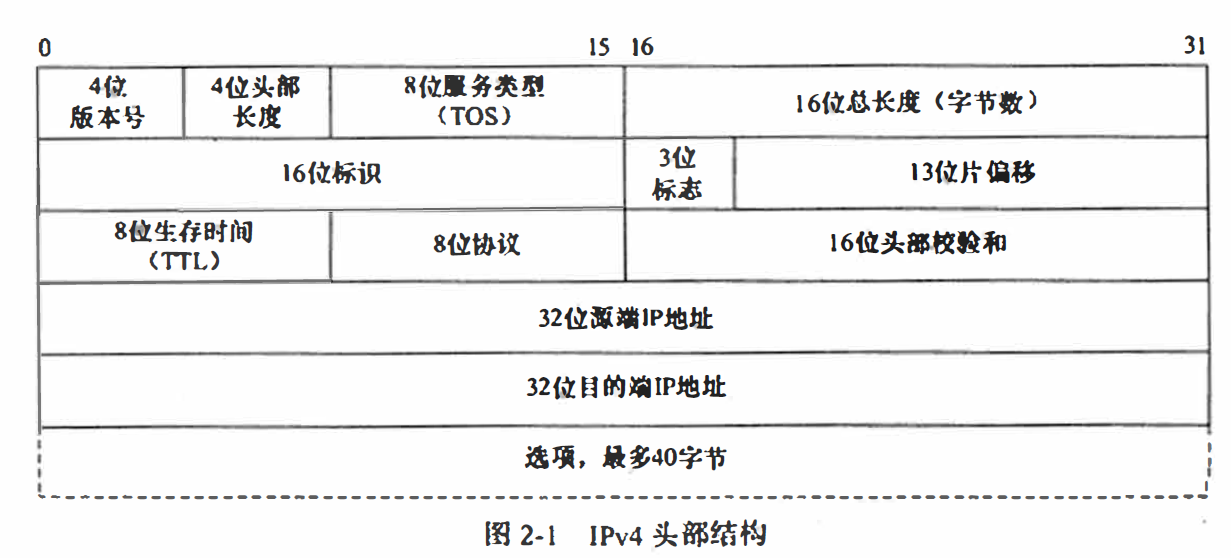 0 15 16 31
4位
版本号
4位头部
长度
8位服务类型
（TOS）
16位总长度（字节数）
16位标识
3位
标志
13位片偏移
8位生存时间
（TTL）
8位协议
16位头部校验和
32位源端IP地址
32位目的端IP地址
选项，最多40字节
图 2-1 IPv4 头部结构